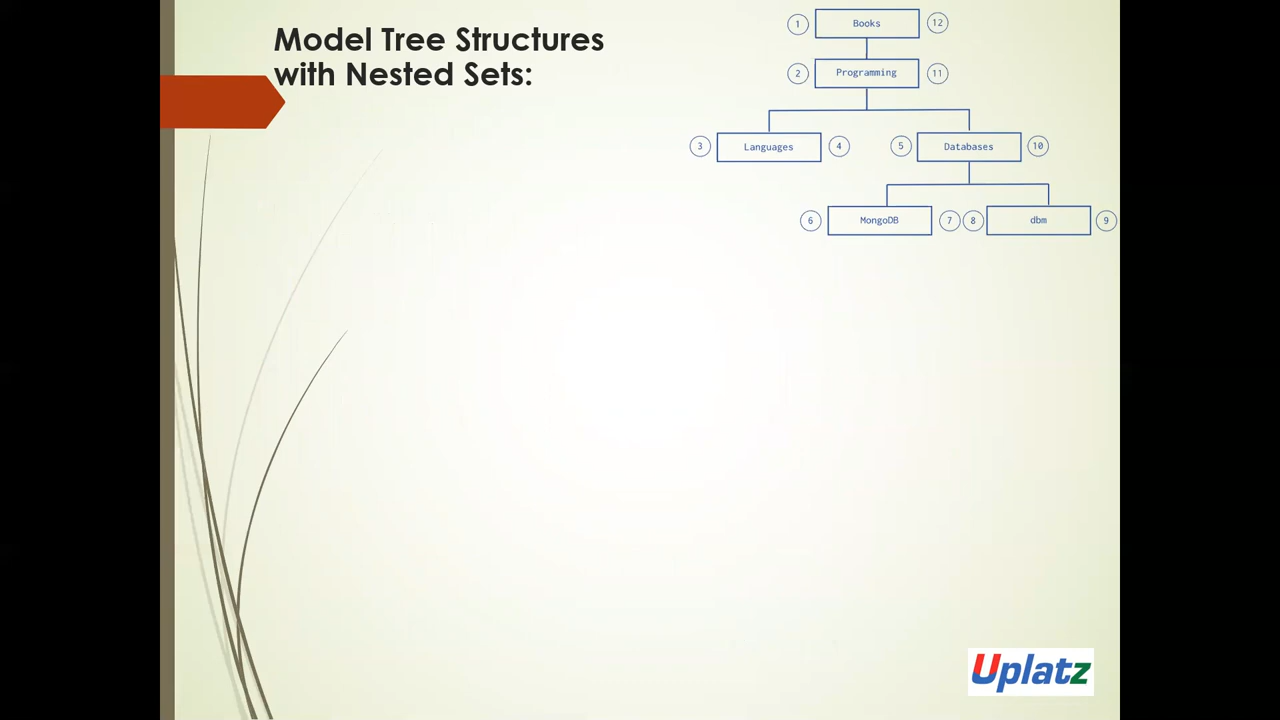 Model Tree Structures
with Nested Sets:
1 Books 12
2 Programming 11
3 Languages 4 5 Databases 10
6 MongoDB 7 8 dbm 9
Uplatz